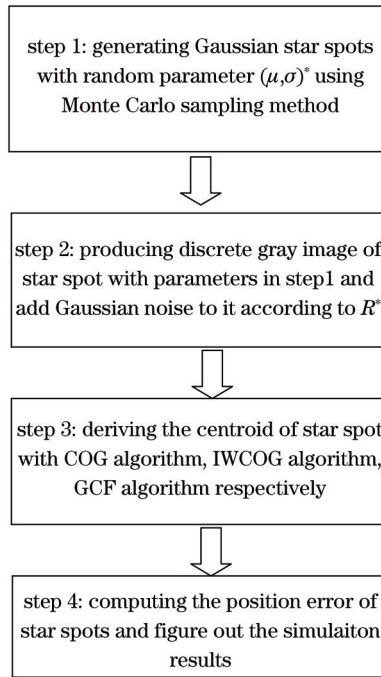 step 1: generating Gaussian star spots
with random parameter (μ,σ)* using
Monte Carlo sampling method
step 2: producing discrete gray image of
star spot with parameters in step1 and
add Gaussian noise to it according to R*
step 3: deriving the centroid of star spot
with COG algorithm, IWCOG algorithm,
GCF algorithm respectively
step 4: computing the position error of
star spots and figure out the simulaiton
results